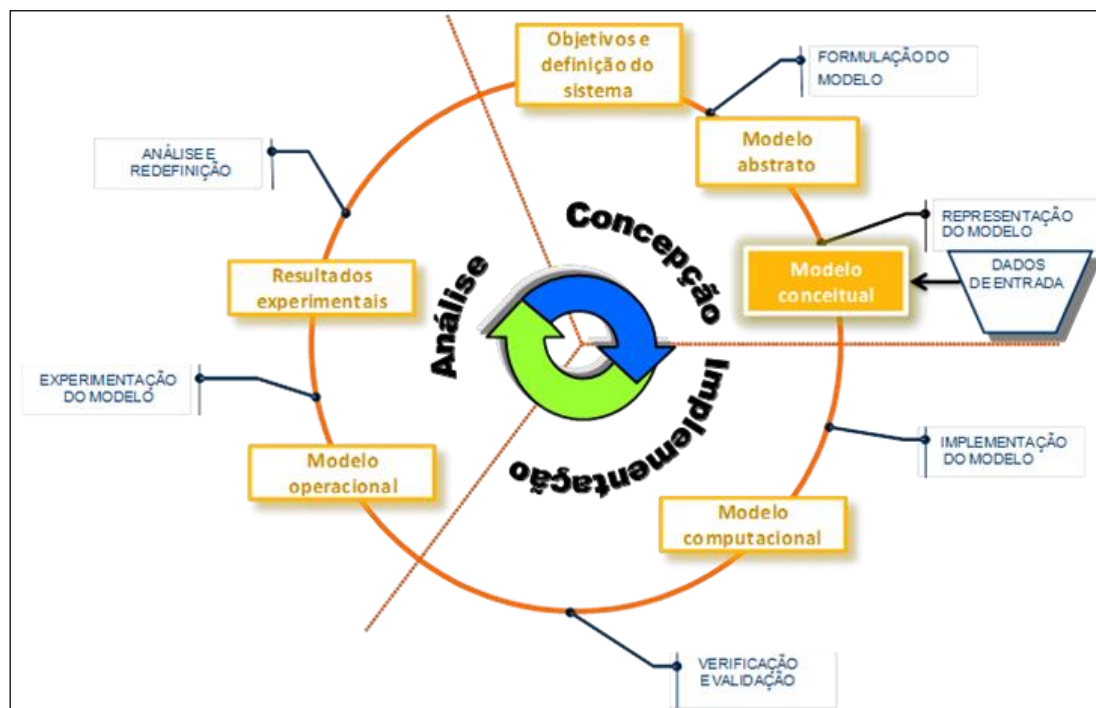 Objetivos e
definição do
sistema
FORMULAÇÃO DO
MODELO
Modelo
abstrato
REPRESENTAÇÃO
DO MODELO
Modelo
conceitual
DADOS
DE ENTRADA
IMPLEMENTAÇÃO
DO MODELO
Modelo
computacional
VERIFICAÇÃO
E VALIDAÇÃO
Modelo
operacional
EXPERIMENTAÇÃO
DO MODELO
Resultados
experimentais
ANÁLISE E
REDEFINIÇÃO
Concepção
Implementação
Análise